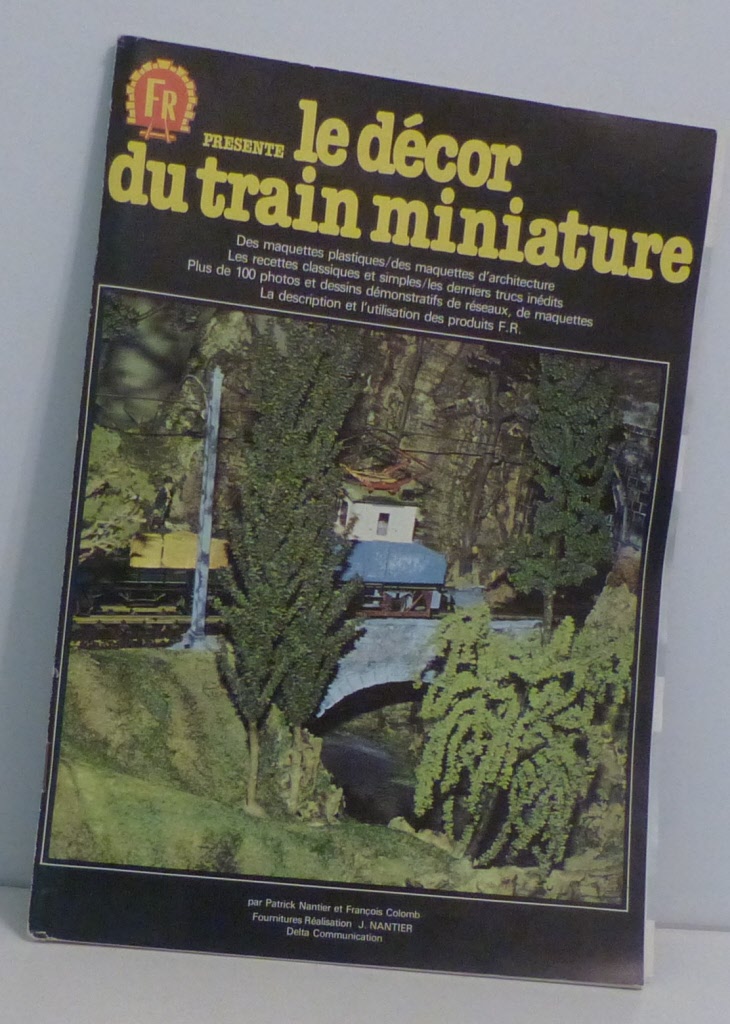 FR
PRESENTE le décor
du train miniature
Des maquettes plastiques/des maquettes d'architecture
Les recettes classiques et simples/les derniers trucs inédits
Plus de 100 photos et dessins démonstratifs de réseaux, de maquettes
La description et l'utilisation des produits F.R.
par Patrick Nantier et François Colomb
Fournitures Réalisation J. NANTIER
Delta Communication